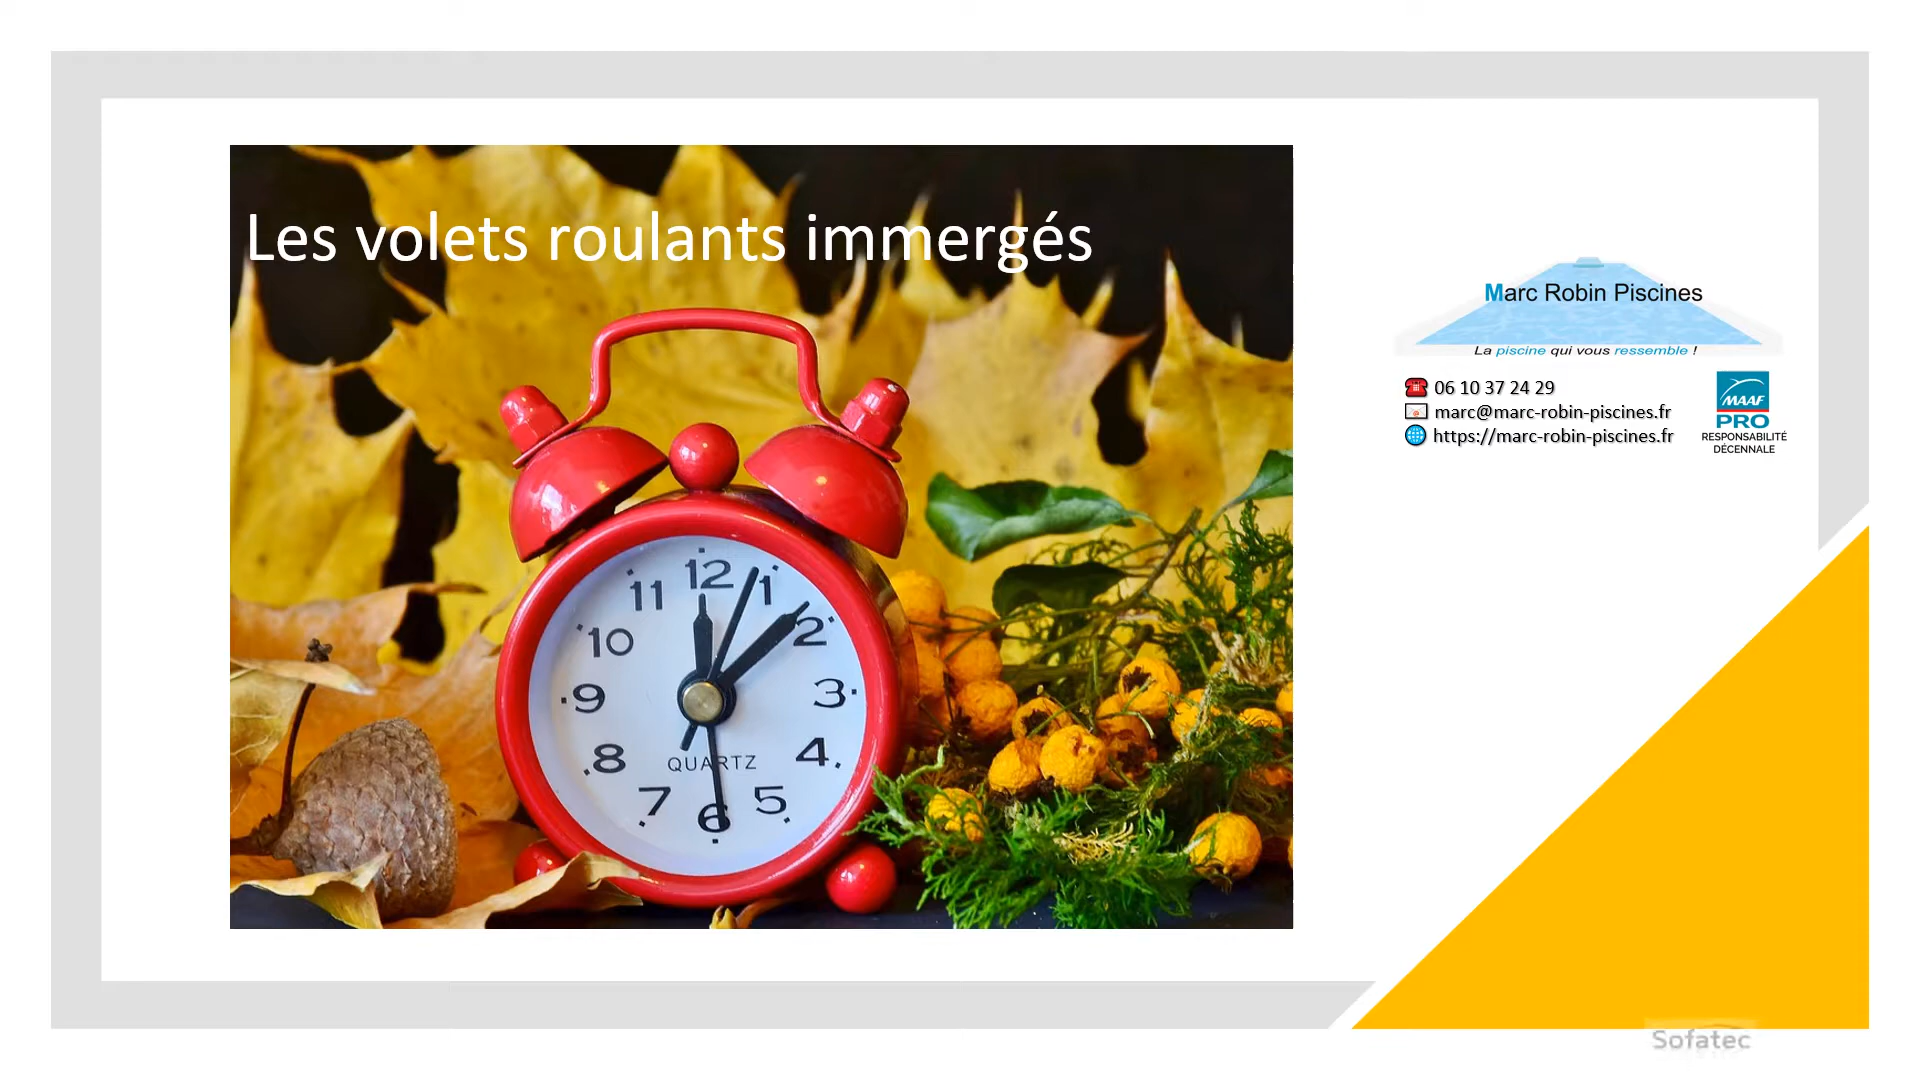 Les volets roulants immergés
Marc Robin Piscines
La piscine qui vous ressemble !
06 10 37 24 29
marc@marc-robin-piscines.fr
https://marc-robin-piscines.fr
MAAF
PRO
RESPONSABILITÉ
DÉCENNALE
12
11 1
10 2
9 3
8 4
QUARTZ
7 5
6
Sofatec